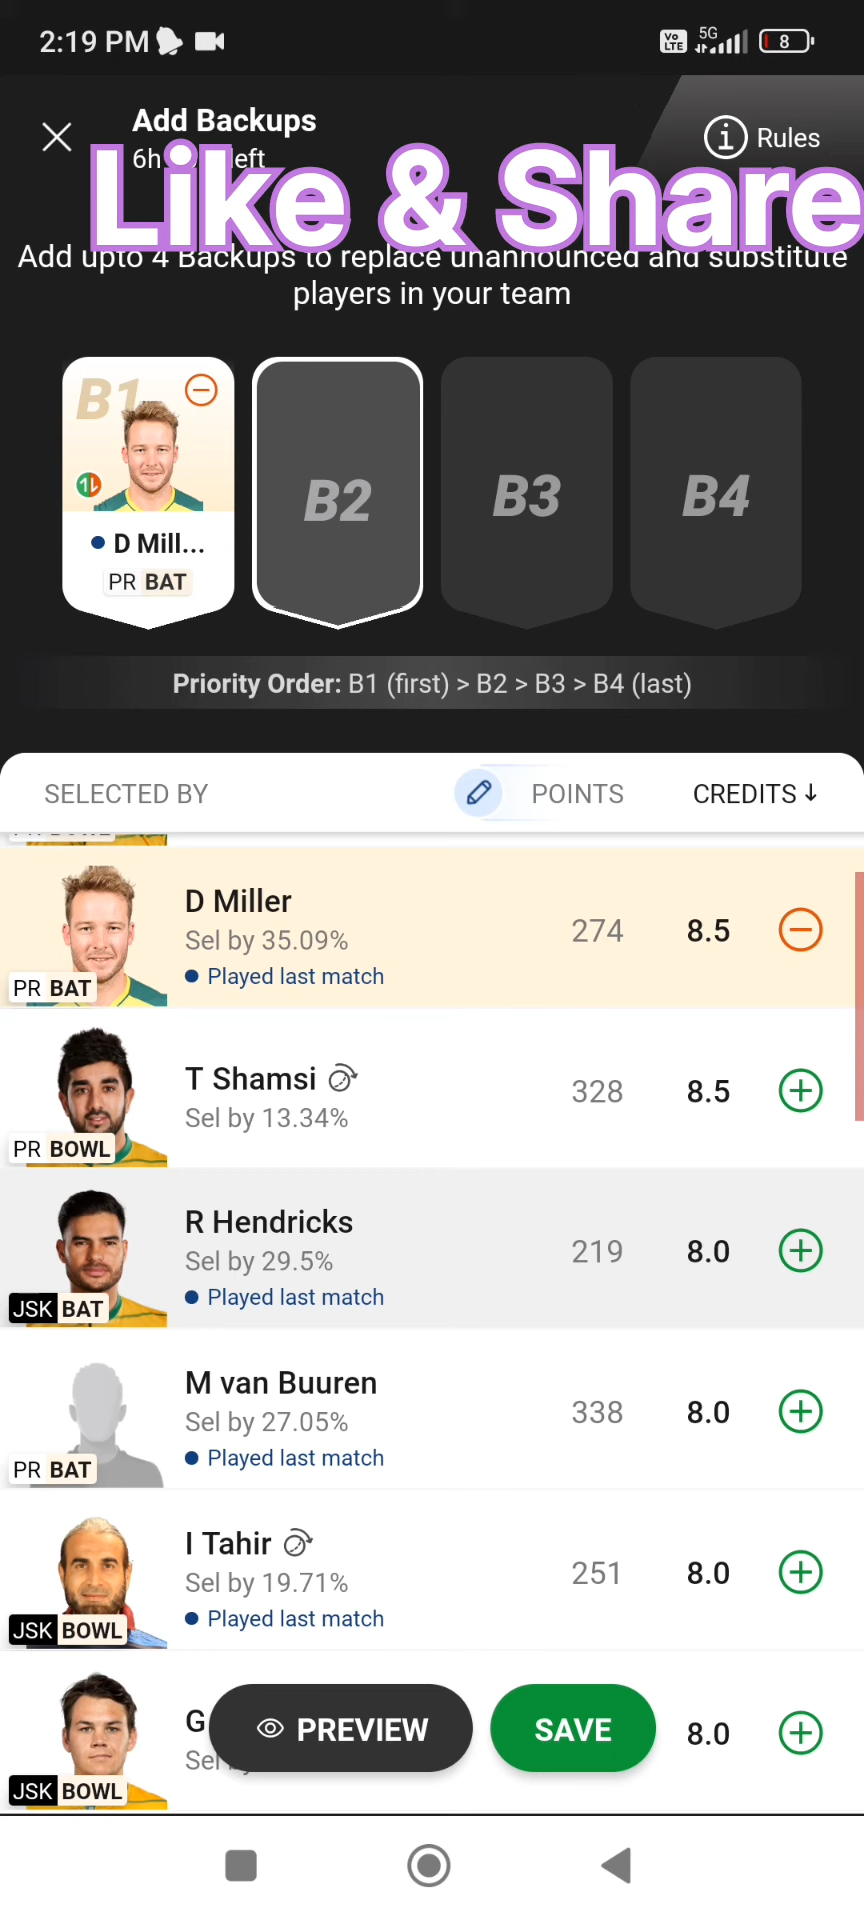 2:19 PM
Vo LTE 5G 8
Add Backups
6h left
Rules
Like & Share
Add upto 4 Backups to replace unannounced and substitute
players in your team
B1
D Mill...
PR BAT
B2
B3
B4
Priority Order: B1 (first) > B2 > B3 > B4 (last)
SELECTED BY POINTS CREDITS↓
D Miller
Sel by 35.09%
Played last match
274 8.5
PR BAT
T Shamsi
Sel by 13.34%
328 8.5
PR BOWL
R Hendricks
Sel by 29.5%
Played last match
219 8.0
JSK BAT
M van Buuren
Sel by 27.05%
Played last match
338 8.0
PR BAT
I Tahir
Sel by 19.71%
Played last match
251 8.0
JSK BOWL
G
Sel
PREVIEW
SAVE
8.0
JSK BOWL